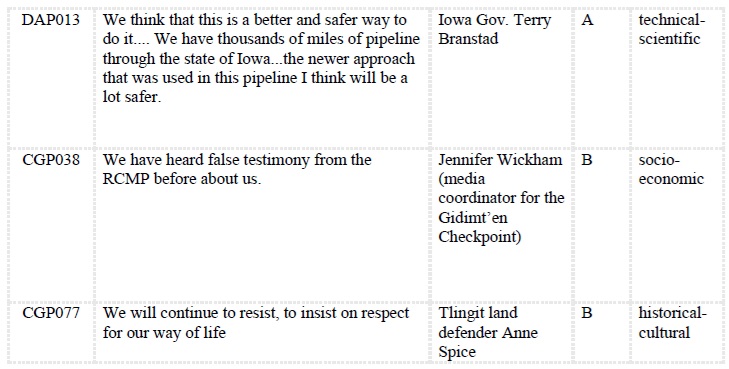 DAP013 We think that this is a better and safer way to Iowa Gov. Terry A technical-
do it.... We have thousands of miles of pipeline Branstad scientific
through the state of Iowa...the newer approach
that was used in this pipeline I think will be a
lot safer.
CGP038 We have heard false testimony from the Jennifer Wickham B socio-
RCMP before about us. (media economic
coordinator for the
Gidimt’en
Checkpoint)
CGP077 We will continue to resist, to insist on respect Tlingit land B historical-
for our way of life defender Anne cultural
Spice